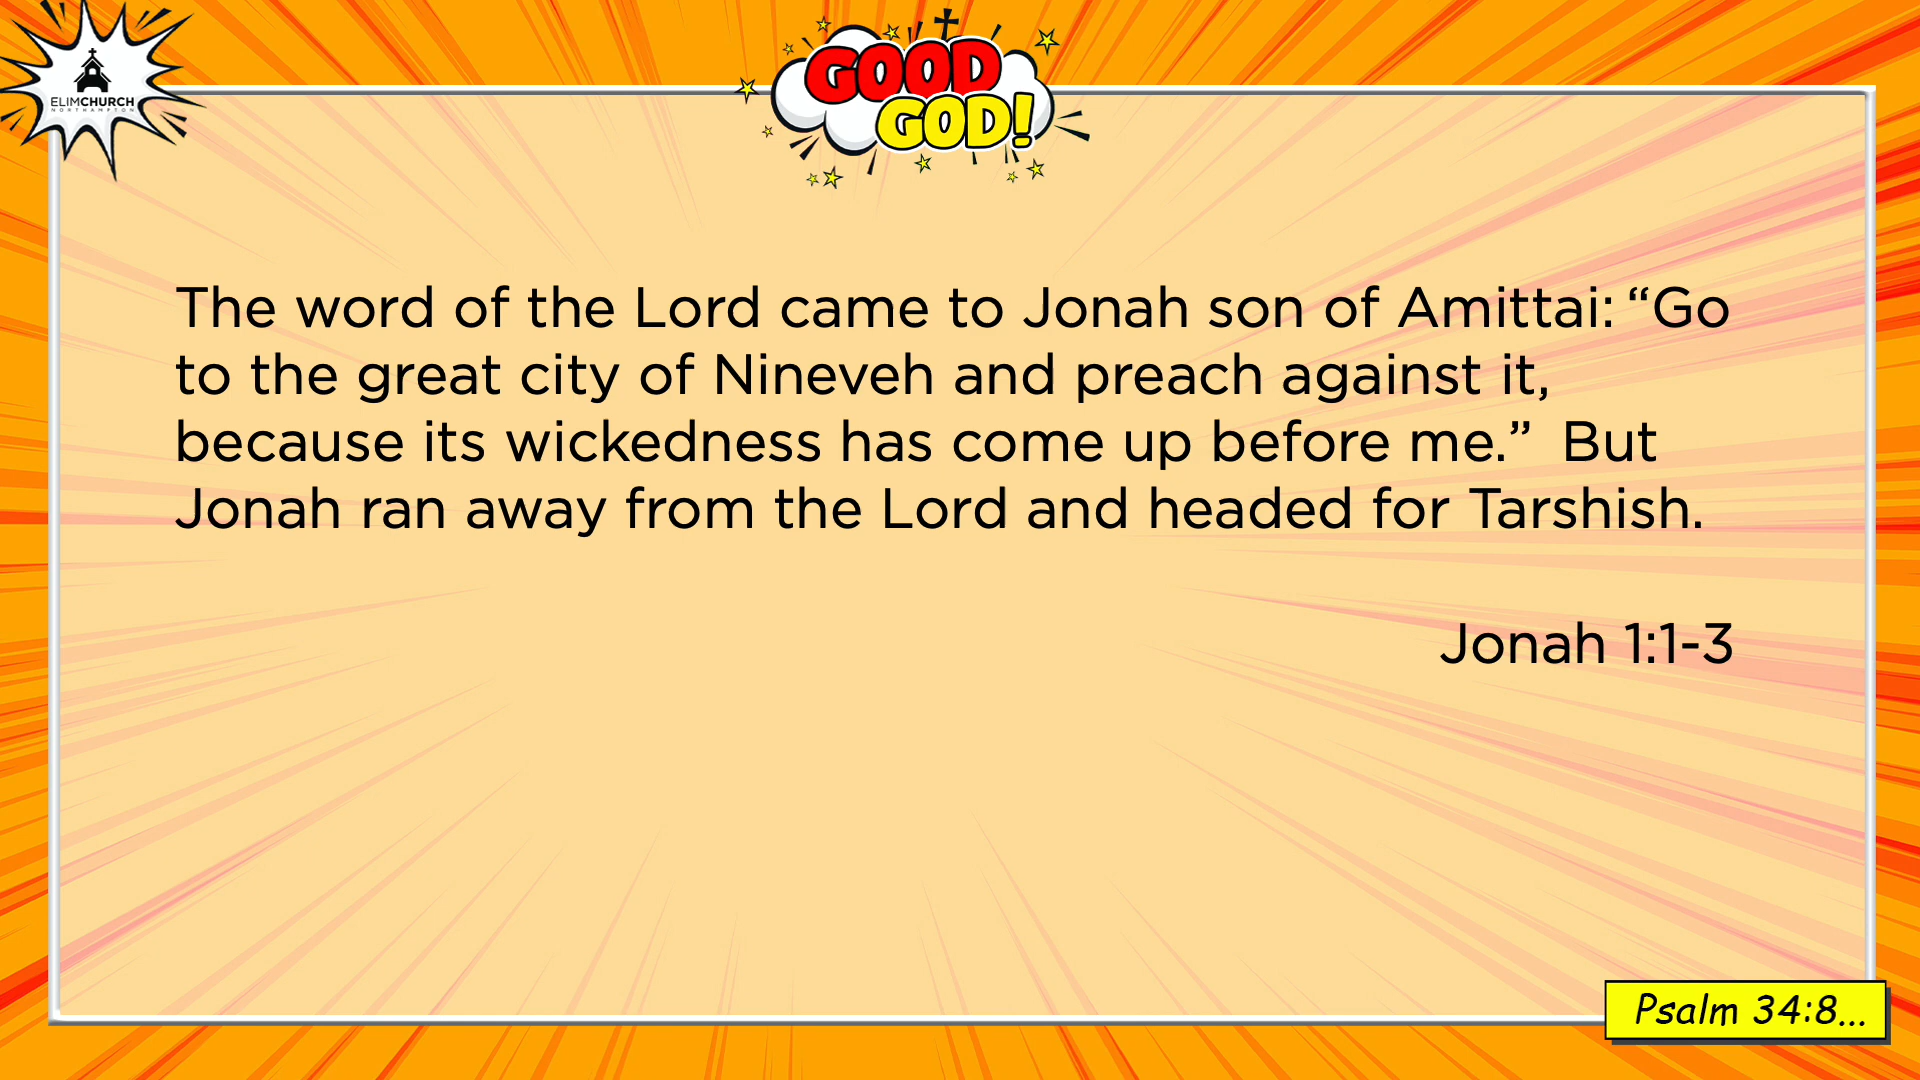 ELIMCHURCH
NORTHAMPTON
GOOD
GOD!
The word of the Lord came to Jonah son of Amittai: “Go
to the great city of Nineveh and preach against it,
because its wickedness has come up before me.”  But
Jonah ran away from the Lord and headed for Tarshish.
Jonah 1:1-3
Psalm 34:8...